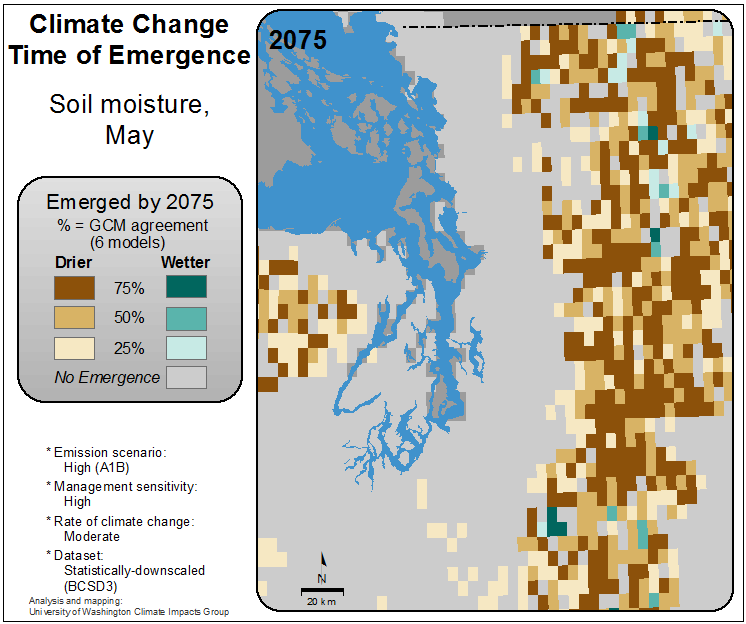 Climate Change
Time of Emergence
Soil moisture,
May
Emerged by 2075
% = GCM agreement
(6 models)
Drier Wetter
75%
50%
25%
No Emergence
* Emission scenario:
High (A1B)
* Management sensitivity:
High
* Rate of climate change:
Moderate
* Dataset:
Statistically-downscaled
(BCSD3)
Analysis and mapping:
University of Washington Climate Impacts Group
2075
N
20 km